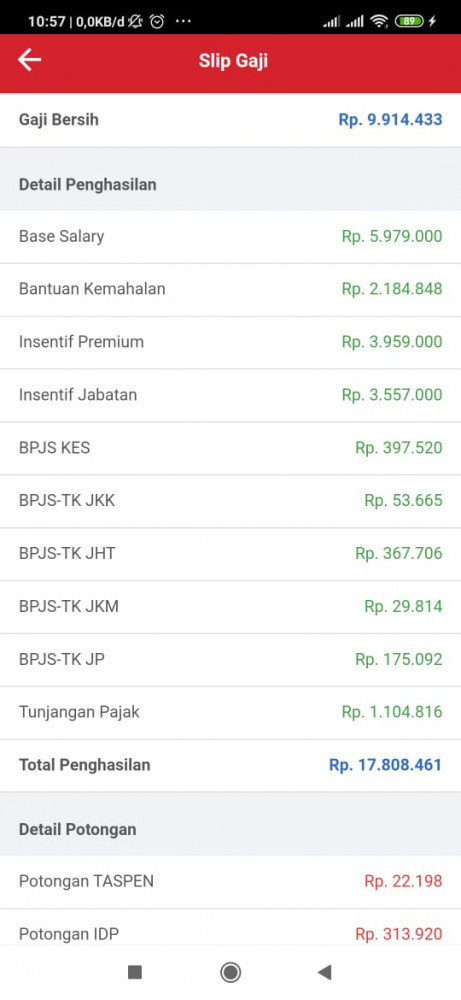 10:57 | 0,0KB/d ... 89
Slip Gaji
Gaji Bersih Rp. 9.914.433
Detail Penghasilan
Base Salary Rp. 5.979.000
Bantuan Kemahalan Rp. 2.184.848
Insentif Premium Rp. 3.959.000
Insentif Jabatan Rp. 3.557.000
BPJS KES Rp. 397.520
BPJS-TK JKK Rp. 53.665
BPJS-TK JHT Rp. 367.706
BPJS-TK JKM Rp. 29.814
BPJS-TK JP Rp. 175.092
Tunjangan Pajak Rp. 1.104.816
Total Penghasilan Rp. 17.808.461
Detail Potongan
Potongan TASPEN Rp. 22.198
Potongan IDP Rp. 313.920